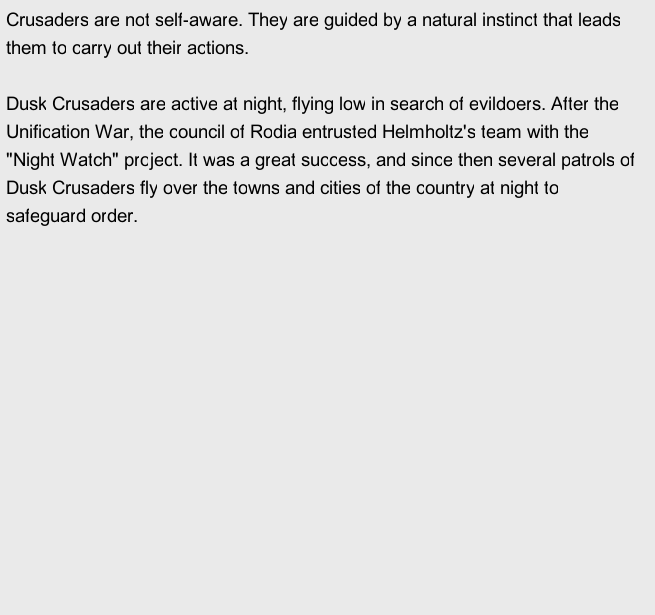 Crusaders are not self-aware. They are guided by a natural instinct that leads
them to carry out their actions.
Dusk Crusaders are active at night, flying low in search of evildoers. After the
Unification War, the council of Rodia entrusted Helmholtz's team with the
"Night Watch" project. It was a great success, and since then several patrols of
Dusk Crusaders fly over the towns and cities of the country at night to
safeguard order.